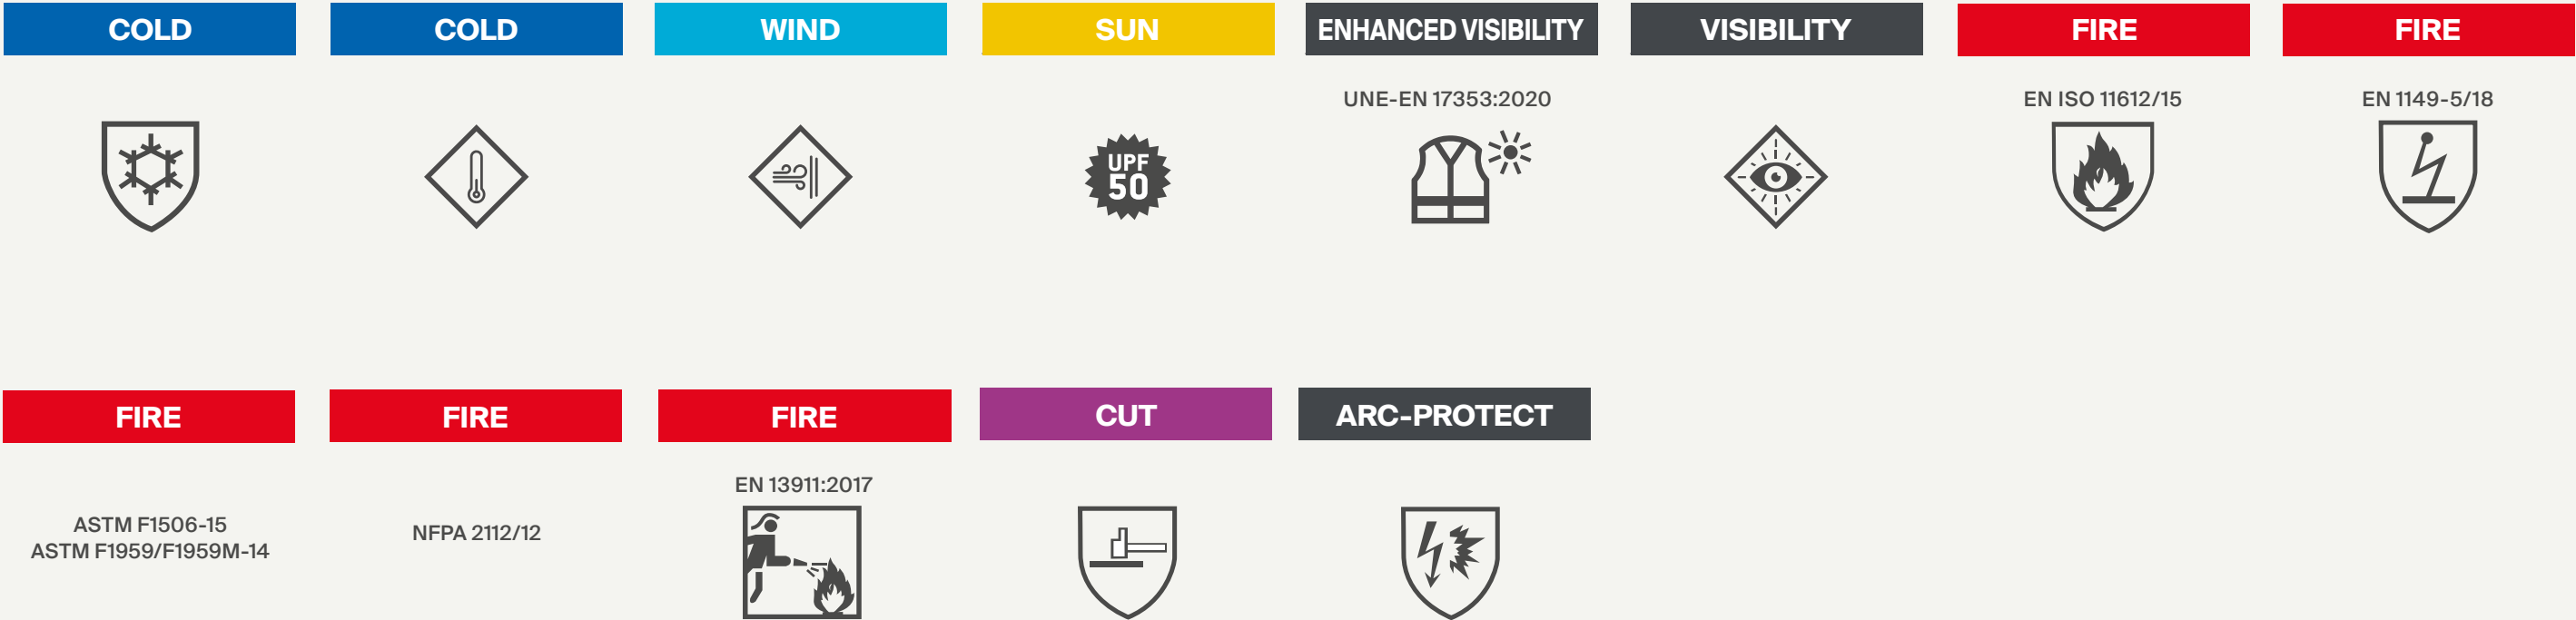 COLD
COLD
WIND
SUN
ENHANCED VISIBILITY
VISIBILITY
FIRE
FIRE
UNE-EN 17353:2020
EN ISO 11612/15
EN 1149-5/18
UPF
50
FIRE
FIRE
FIRE
CUT
ARC-PROTECT
EN 13911:2017
ASTM F1506-15
ASTM F1959/F1959M-14
NFPA 2112/12